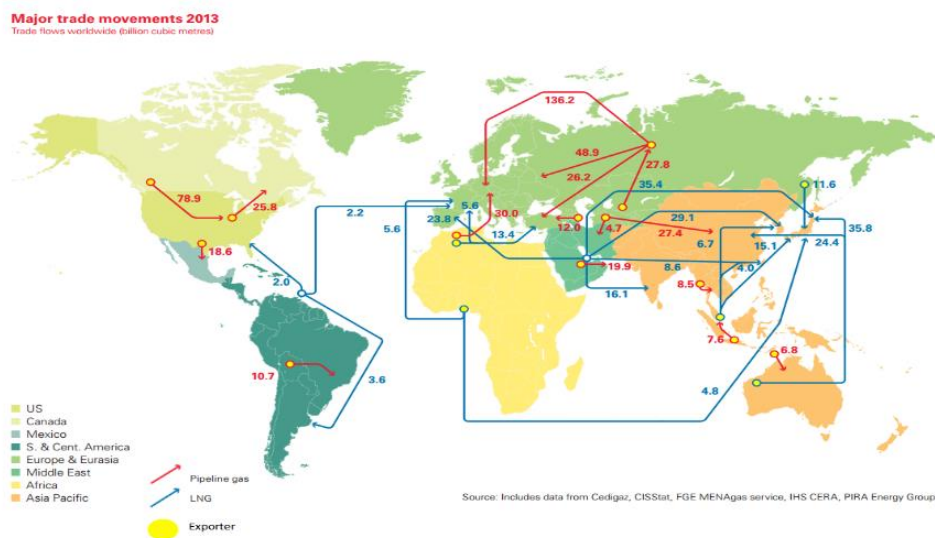 Major trade movements 2013
Trade flows worldwide (billion cubic metres)
136.2
48.9
26.2
27.8
35.4
11.6
78.9
25.8
2.2
5.6
5.6
23.8
30.0
13.4
12.0
4.7
29.1
27.4
6.7
15.1
24.4
35.8
18.6
2.0
19.9
8.6
4.0
16.1
8.5
7.6
6.8
10.7
3.6
4.8
US
Canada
Mexico
S. & Cent. America
Europe & Eurasia
Middle East
Africa
Asia Pacific
Pipeline gas
LNG
Exporter
Source: Includes data from Cedigaz, CISStat, FGE MENAgas service, IHS CERA, PIRA Energy Group